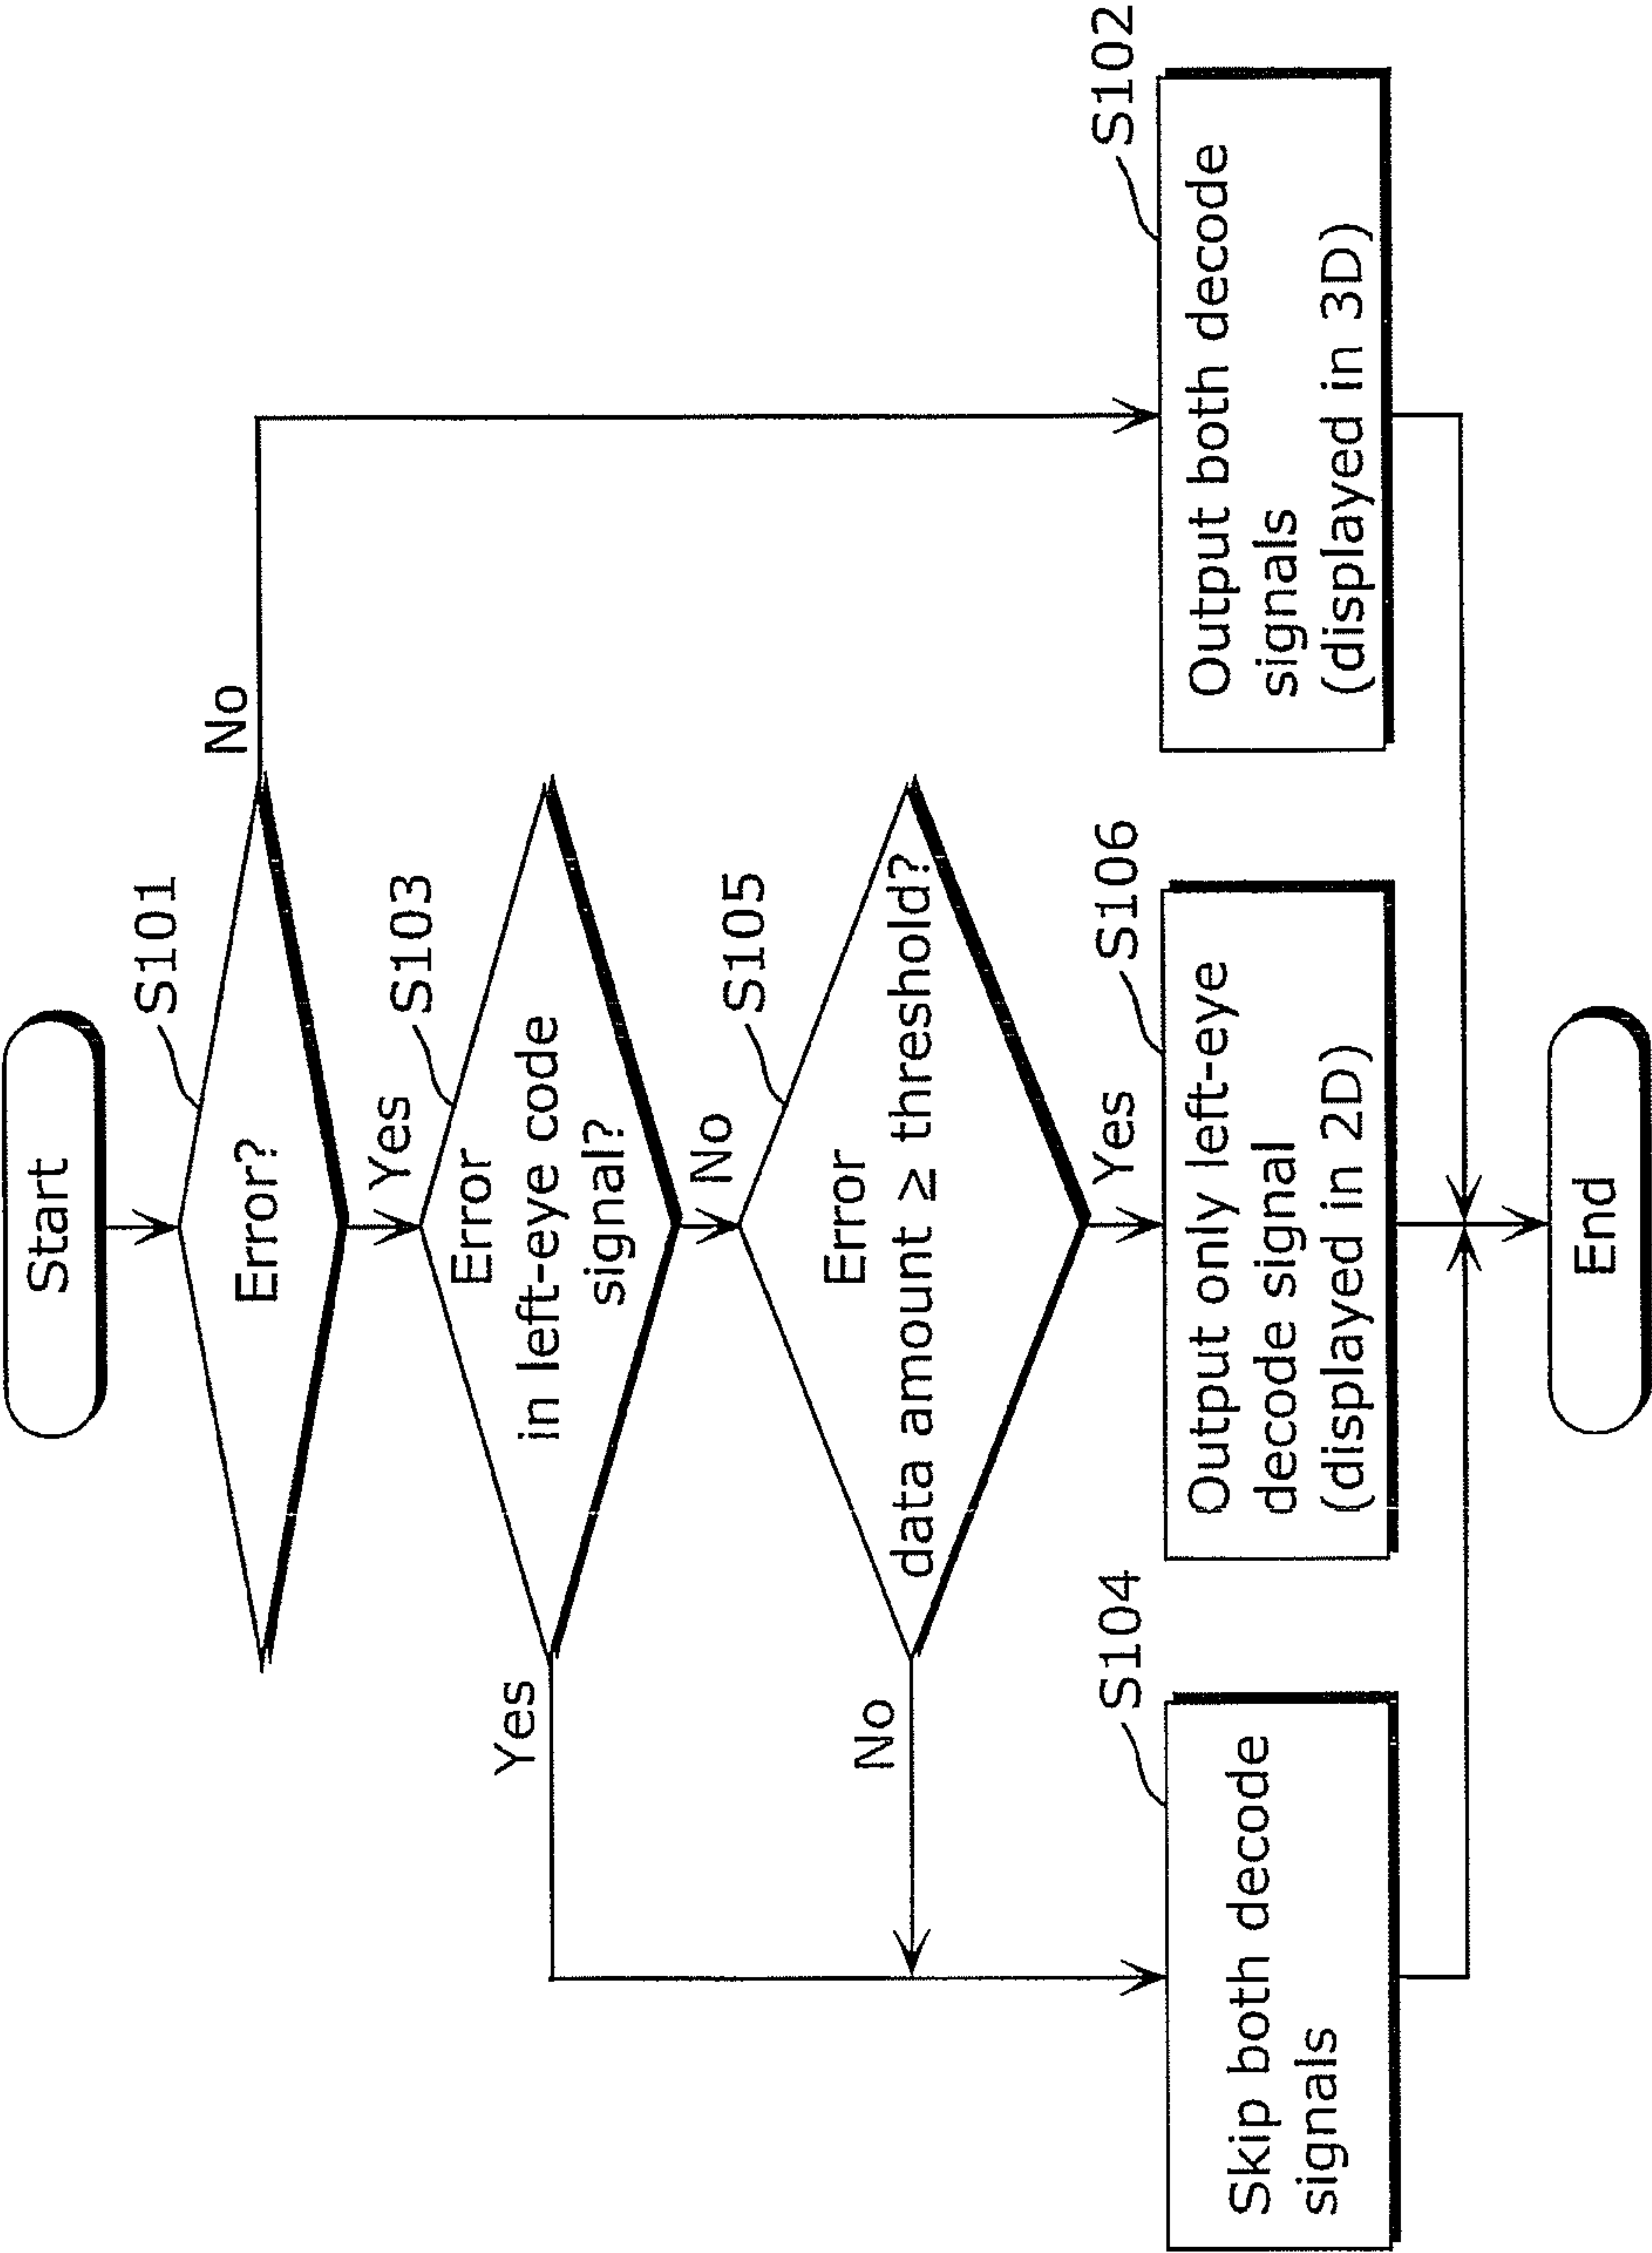 Start
S101
Error?
No
Yes
S103
Error
in left-eye code
signal?
Yes
No
S105
Error
data amount ≥ threshold?
No
Yes
S104
Skip both decode
signals
S106
Output only left-eye
decode signal
(displayed in 2D)
S102
Output both decode
signals
(displayed in 3D)
End